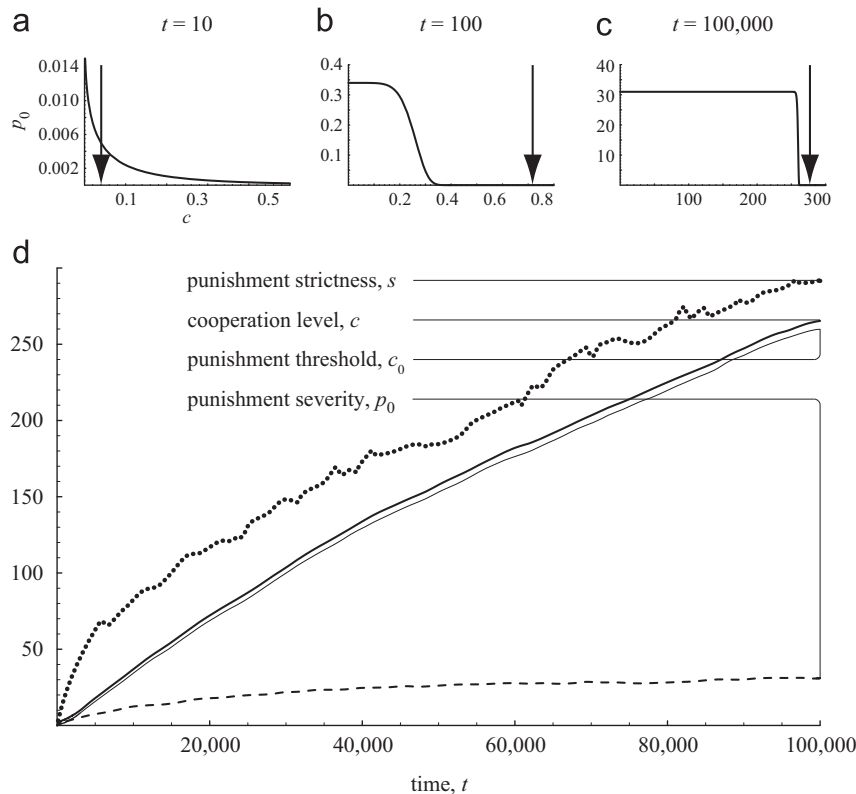 a
t = 10
b
t = 100
c
t = 100,000
0.014
0.010
0.006
0.002
p0
0.1
0.3
0.5
c
0.4
0.3
0.2
0.1
0.2
0.4
0.6
0.8
40
30
20
10
100
200
300
d
punishment strictness, s
cooperation level, c
punishment threshold, c0
punishment severity, p0
250
200
150
100
50
20,000
40,000
60,000
80,000
100,000
time, t